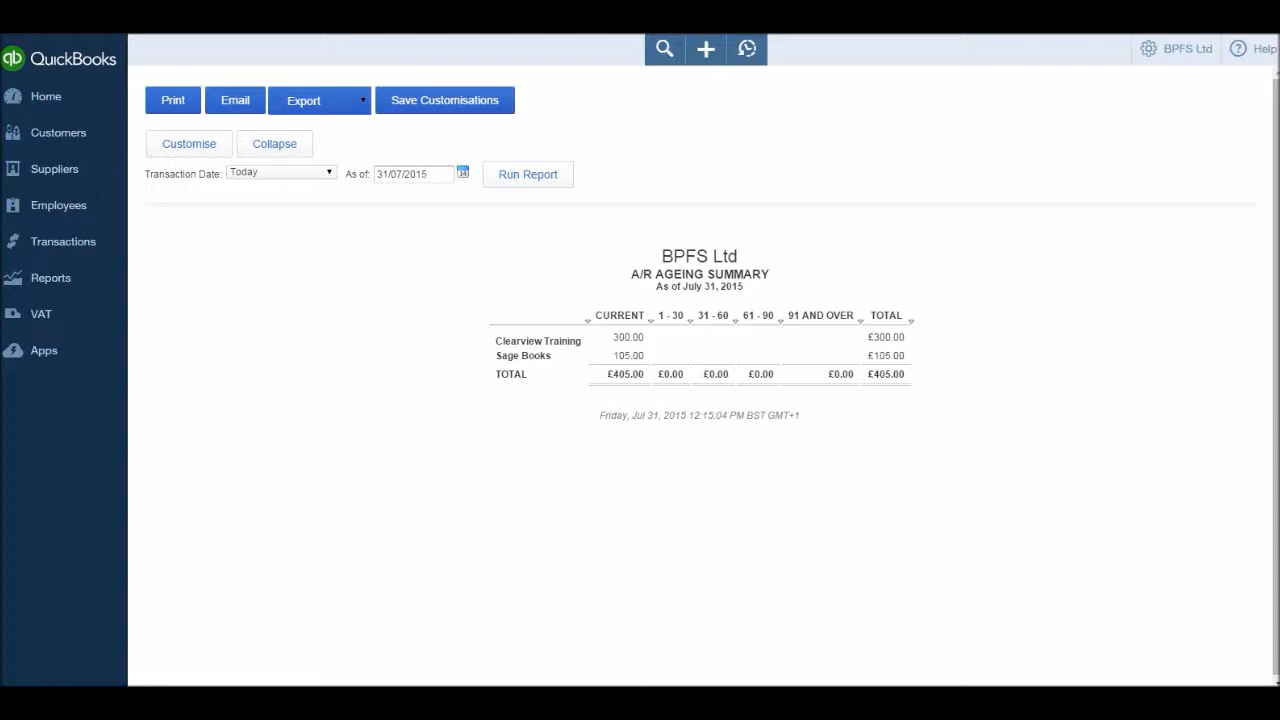 QuickBooks
BPFS Ltd
Help
Home
Customers
Suppliers
Employees
Transactions
Reports
VAT
Apps
Print Email Export Save Customisations
Customise Collapse
Transaction Date: Today As of: 31/07/2015 14 Run Report
BPFS Ltd
A/R AGEING SUMMARY
As of July 31, 2015
CURRENT 1 - 30 31 - 60 61 - 90 91 AND OVER TOTAL
Clearview Training 300.00 £300.00
Sage Books 105.00 £105.00
TOTAL £405.00 £0.00 £0.00 £0.00 £0.00 £405.00
Friday, Jul 31, 2015 12:15:04 PM BST GMT+1